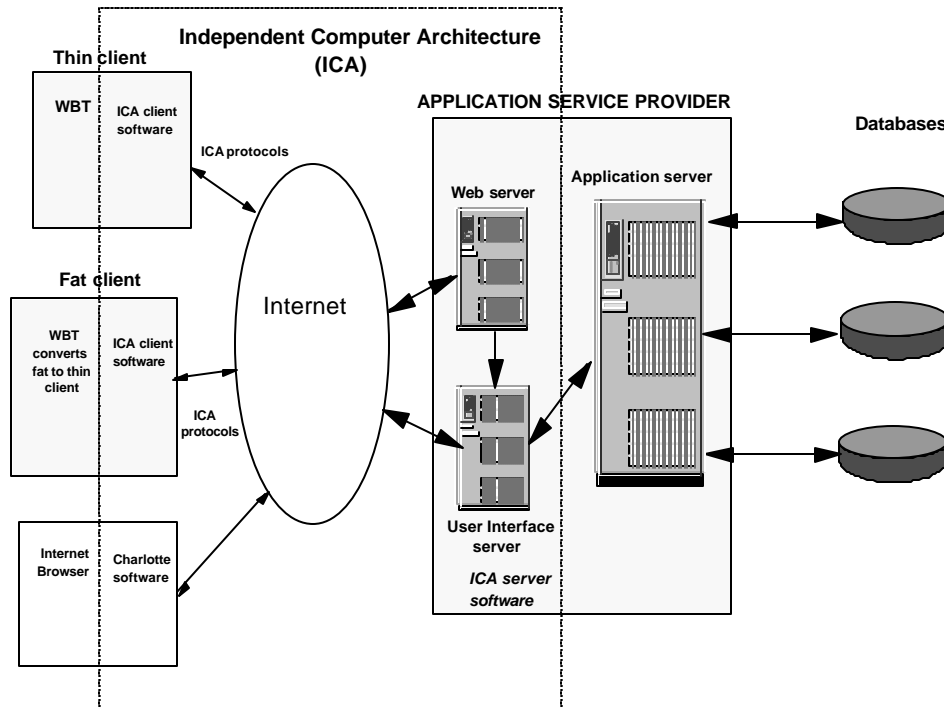 Independent Computer Architecture
(ICA)
Thin client
WBT
ICA client
software
ICA protocols
APPLICATION SERVICE PROVIDER
Databases
Web server
Application server
Fat client
WBT
converts
fat to thin
client
ICA client
software
ICA
protocols
Internet
Internet
Browser
Charlotte
software
User Interface
server
ICA server
software